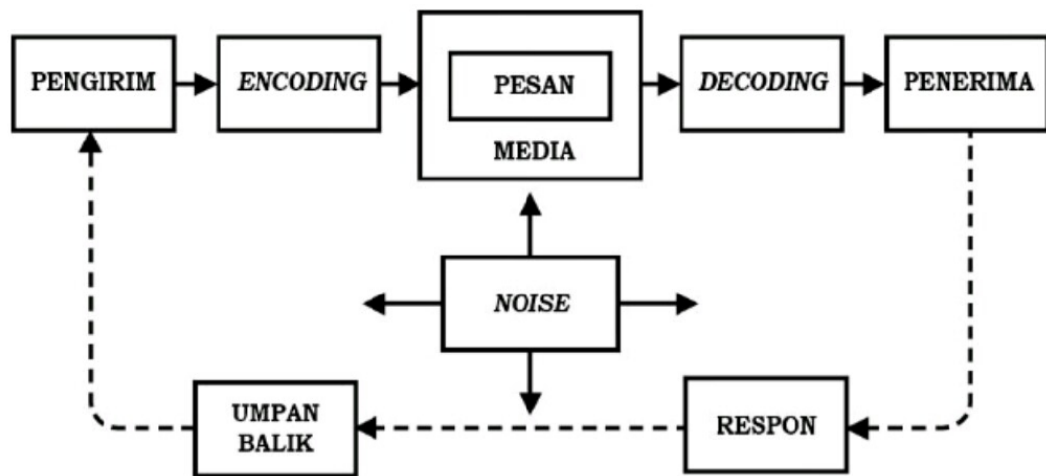 PENGIRIM
ENCODING
PESAN
MEDIA
DECODING
PENERIMA
NOISE
UMPAN
BALIK
RESPON